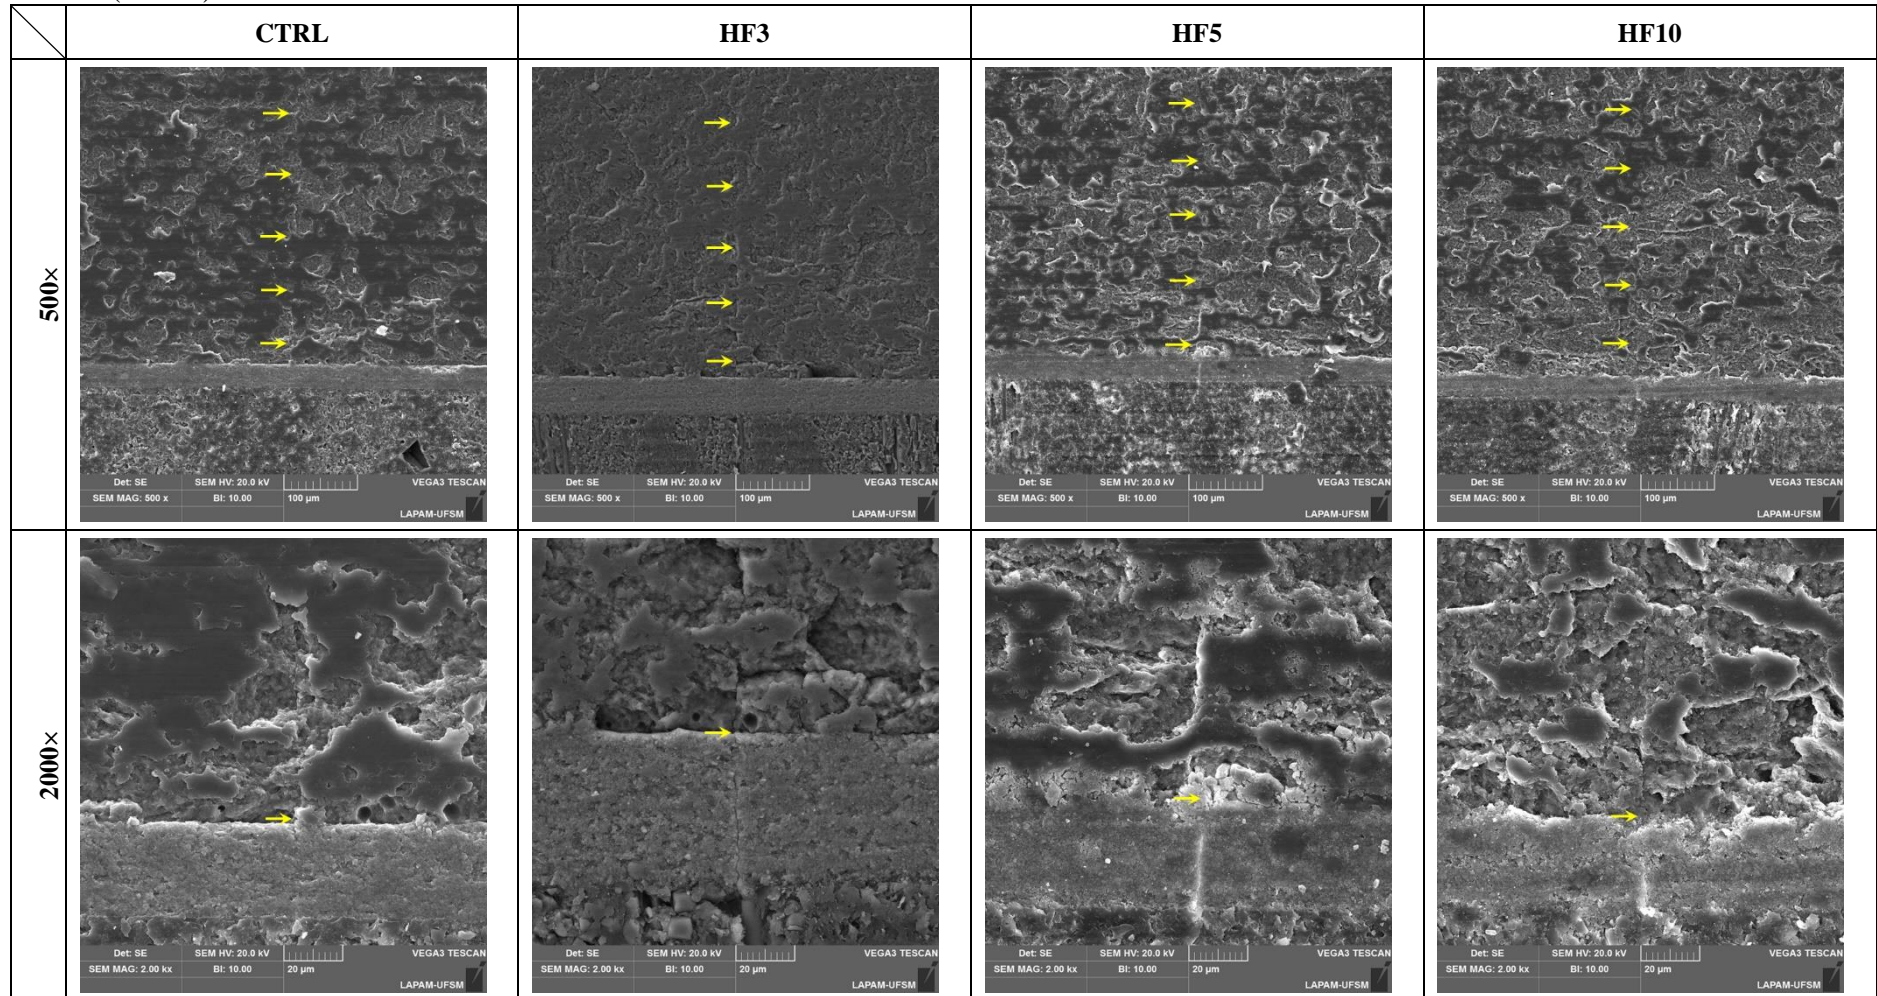 CTRL HF3 HF5 HF10
500×
Det: SE SEM HV: 20.0 kV VEGA3 TESCAN
SEM MAG: 500 x BI: 10.00 100 µm
LAPAM-UFSM
Det: SE SEM HV: 20.0 kV VEGA3 TESCAN
SEM MAG: 500 x BI: 10.00 100 µm
LAPAM-UFSM
Det: SE SEM HV: 20.0 kV VEGA3 TESCAN
SEM MAG: 500 x BI: 10.00 100 µm
LAPAM-UFSM
Det: SE SEM HV: 20.0 kV VEGA3 TESCAN
SEM MAG: 500 x BI: 10.00 100 µm
LAPAM-UFSM
2000×
Det: SE SEM HV: 20.0 kV VEGA3 TESCAN
SEM MAG: 2.00 kx BI: 10.00 20 µm
LAPAM-UFSM
Det: SE SEM HV: 20.0 kV VEGA3 TESCAN
SEM MAG: 2.00 kx BI: 10.00 20 µm
LAPAM-UFSM
Det: SE SEM HV: 20.0 kV VEGA3 TESCAN
SEM MAG: 2.00 kx BI: 10.00 20 µm
LAPAM-UFSM
Det: SE SEM HV: 20.0 kV VEGA3 TESCAN
SEM MAG: 2.00 kx BI: 10.00 20 µm
LAPAM-UFSM